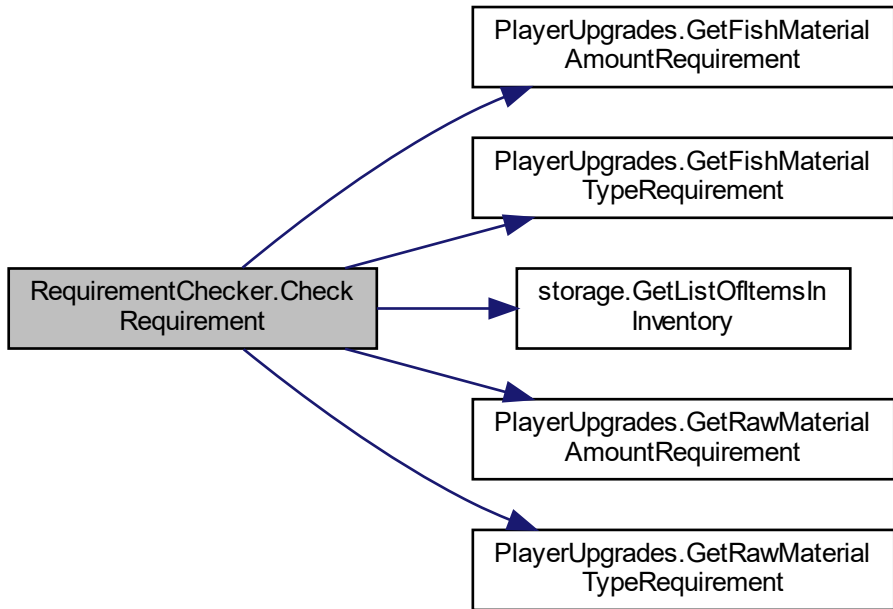 PlayerUpgrades.GetFishMaterial
AmountRequirement
PlayerUpgrades.GetFishMaterial
TypeRequirement
RequirementChecker.Check
Requirement
storage.GetListOfItemsIn
Inventory
PlayerUpgrades.GetRawMaterial
AmountRequirement
PlayerUpgrades.GetRawMaterial
TypeRequirement